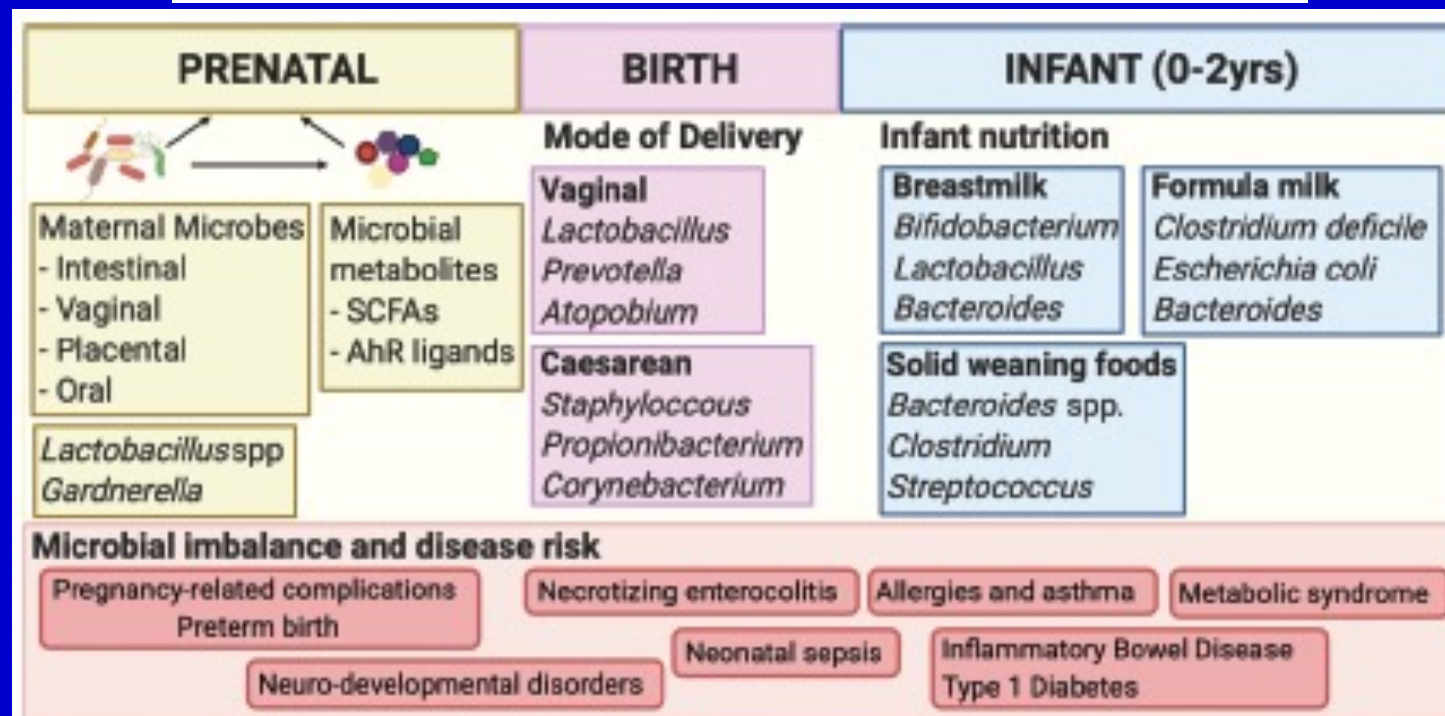 PRENATAL
BIRTH
INFANT (0-2yrs)
Maternal Microbes
- Intestinal
- Vaginal
- Placental
- Oral
Microbial
metabolites
- SCFAs
- AhR ligands
Lactobacillus spp
Gardnerella
Mode of Delivery
Vaginal
Lactobacillus
Prevotella
Atopobium
Caesarean
Staphyloccous
Propionibacterium
Corynebacterium
Infant nutrition
Breastmilk
Bifidobacterium
Lactobacillus
Bacteroides
Formula milk
Clostridium deficile
Escherichia coli
Bacteroides
Solid weaning foods
Bacteroides spp.
Clostridium
Streptococcus
Microbial imbalance and disease risk
Pregnancy-related complications
Preterm birth
Necrotizing enterocolitis
Allergies and asthma
Metabolic syndrome
Neuro-developmental disorders
Neonatal sepsis
Inflammatory Bowel Disease
Type 1 Diabetes